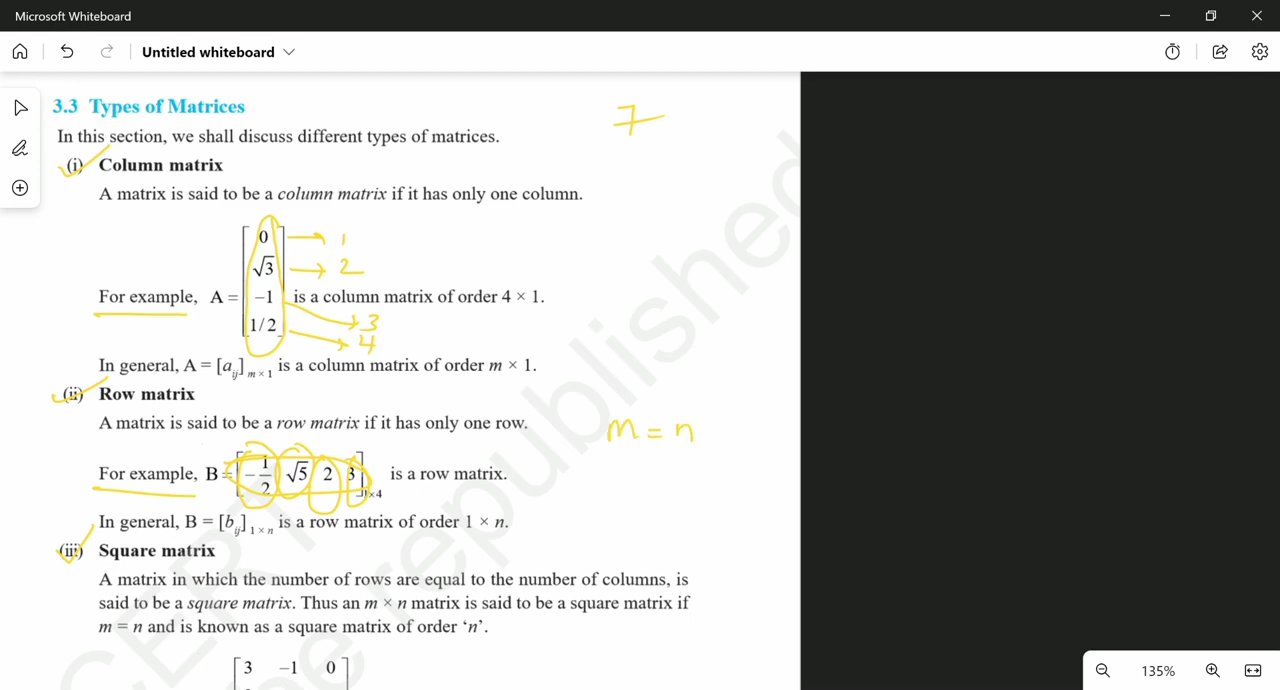 Microsoft Whiteboard
Untitled whiteboard
3.3 Types of Matrices
7
In this section, we shall discuss different types of matrices.
(i) Column matrix
A matrix is said to be a column matrix if it has only one column.
0 1
√3 2
For example, A = −1 is a column matrix of order 4 × 1.
3
1/2
4
In general, A = [aij] m × 1 is a column matrix of order m × 1.
(ii) Row matrix
A matrix is said to be a row matrix if it has only one row.
m = n
For example, B = [−1/2 √5 2 3]1×4 is a row matrix.
In general, B = [bij] 1 × n is a row matrix of order 1 × n.
(iii) Square matrix
A matrix in which the number of rows are equal to the number of columns, is
said to be a square matrix. Thus an m × n matrix is said to be a square matrix if
m = n and is known as a square matrix of order ‘n’.
3 −1 0
135%